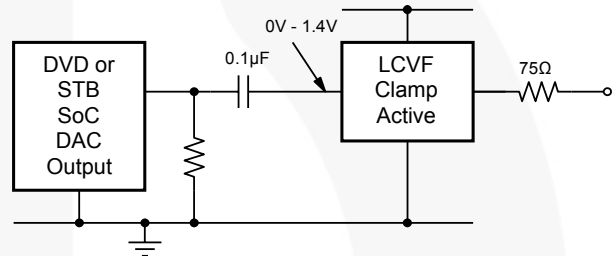 0V - 1.4V
0.1µF
DVD or
STB
SoC
DAC
Output
LCVF
Clamp
Active
75Ω